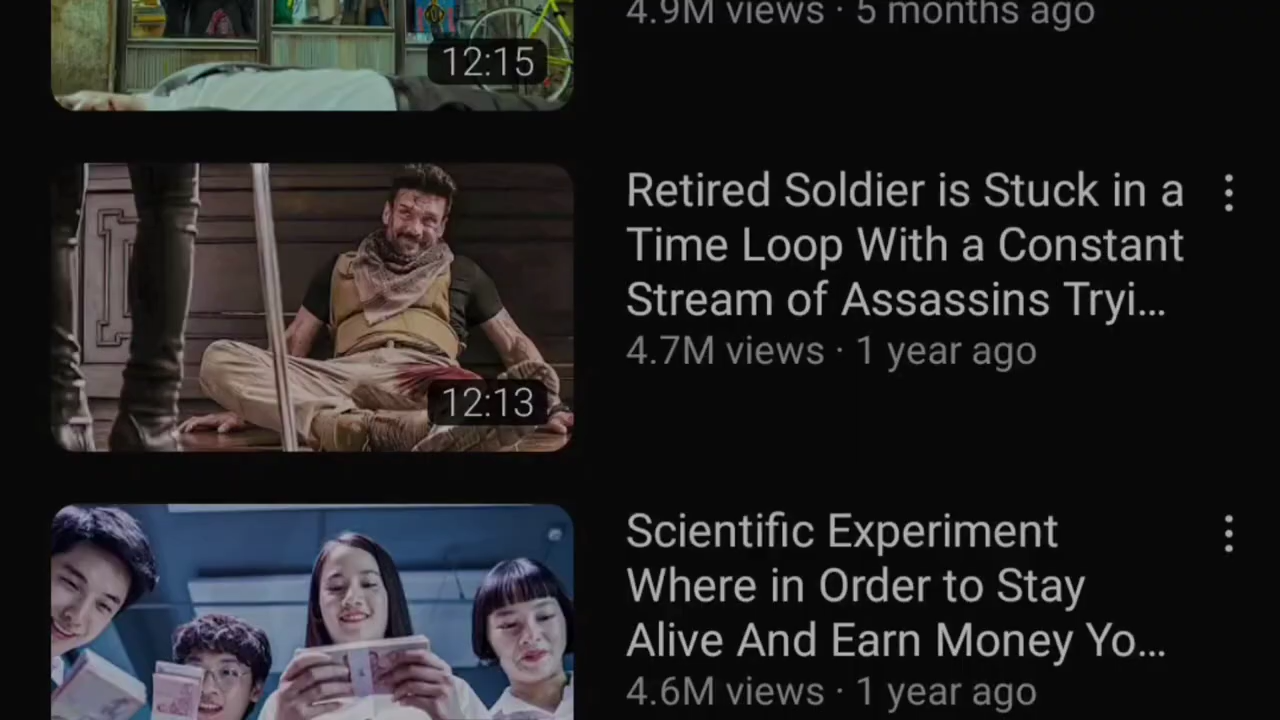 4.9M views · 5 months ago
12:15
Retired Soldier is Stuck in a
Time Loop With a Constant
Stream of Assassins Tryi...
4.7M views · 1 year ago
12:13
Scientific Experiment
Where in Order to Stay
Alive And Earn Money Yo...
4.6M views · 1 year ago